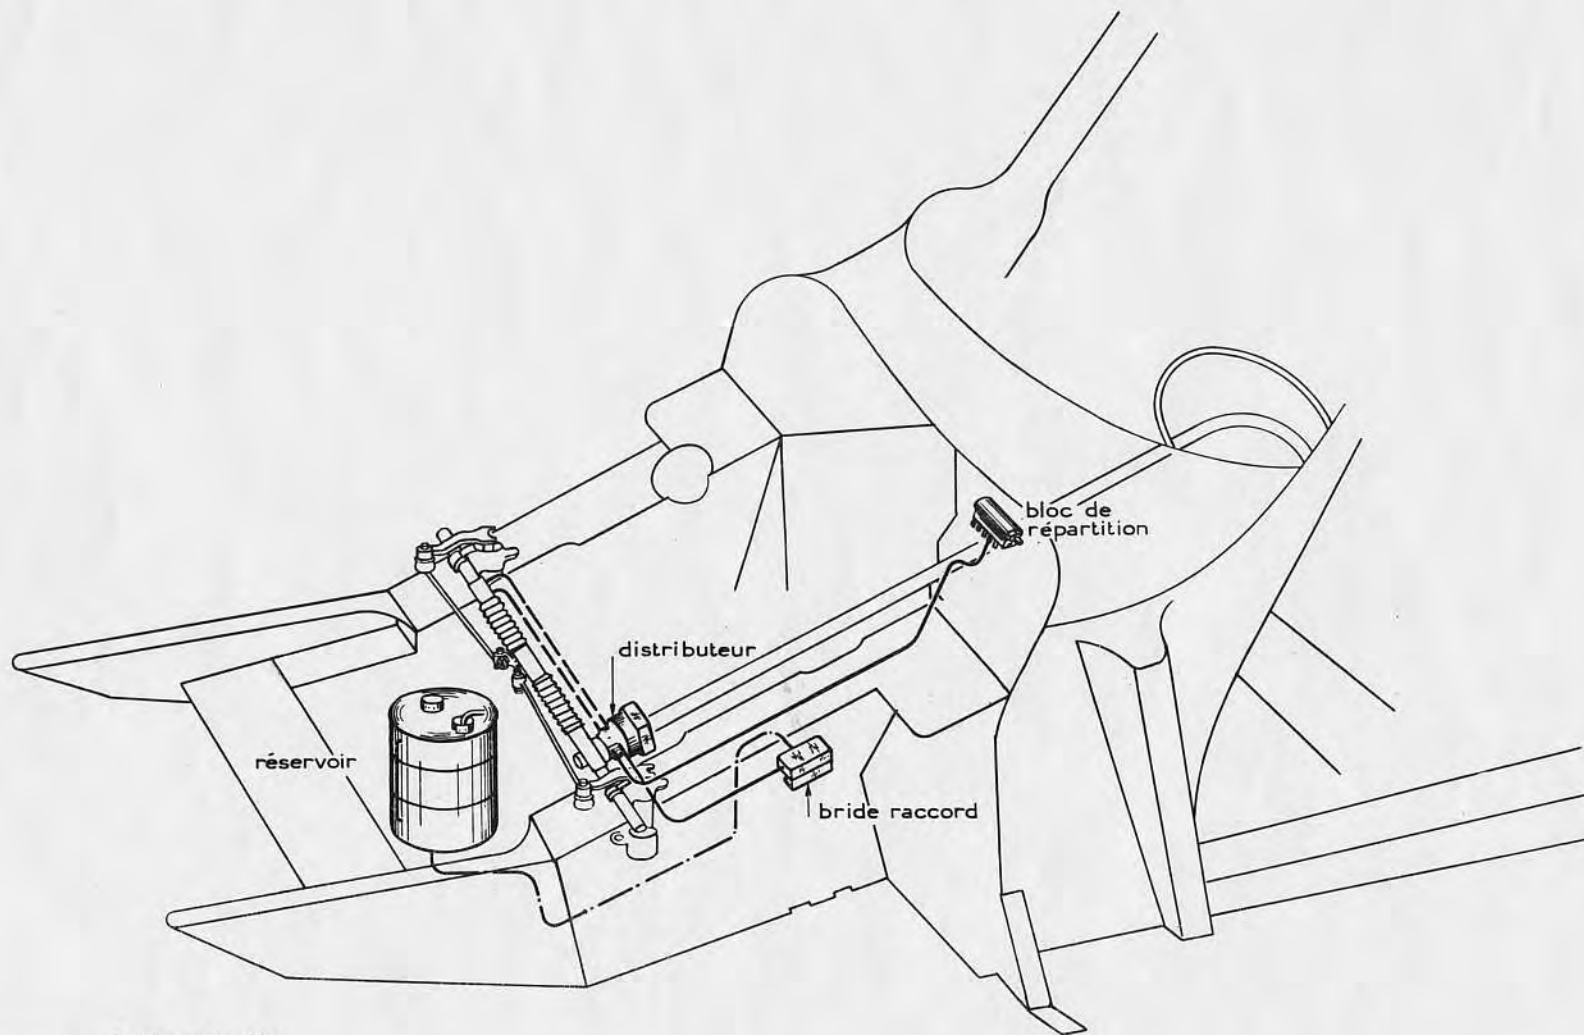 bloc de
répartition
distributeur
réservoir
bride raccord